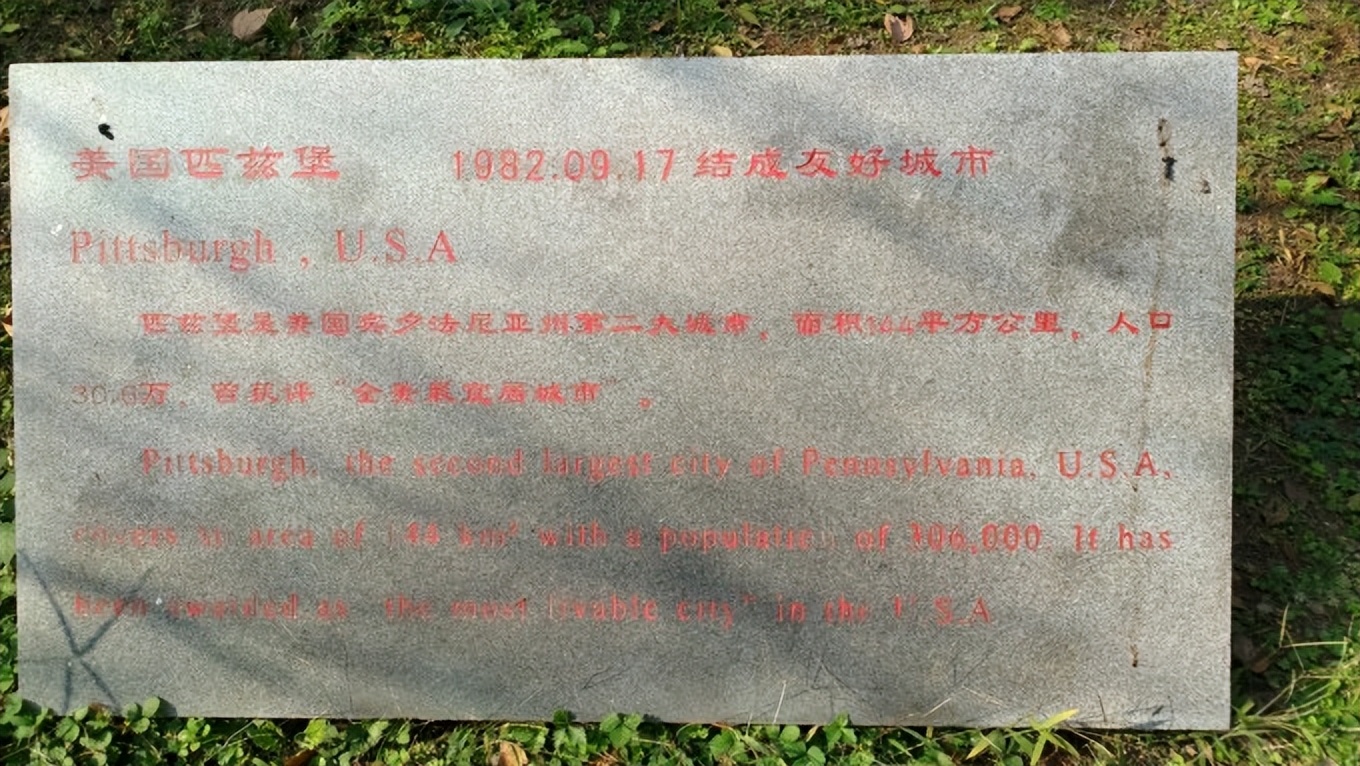 美国匹兹堡 1982.09.17 结成友好城市
Pittsburgh , U.S.A
匹兹堡是美国宾夕法尼亚州第二大城市，面积144平方公里，人口
30.6万，曾获评“全美最宜居城市”。
Pittsburgh, the second largest city of Pennsylvania, U.S.A,
covers an area of 144 km² with a population of 306,000. It has
been awarded as "the most livable city" in the U.S.A